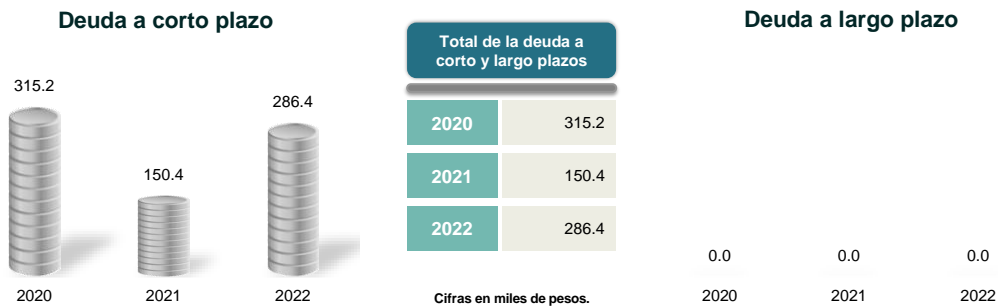 Deuda a corto plazo
315.2
150.4
286.4
2020 2021 2022
Total de la deuda a
corto y largo plazos
2020 315.2
2021 150.4
2022 286.4
Cifras en miles de pesos.
Deuda a largo plazo
0.0 0.0 0.0
2020 2021 2022